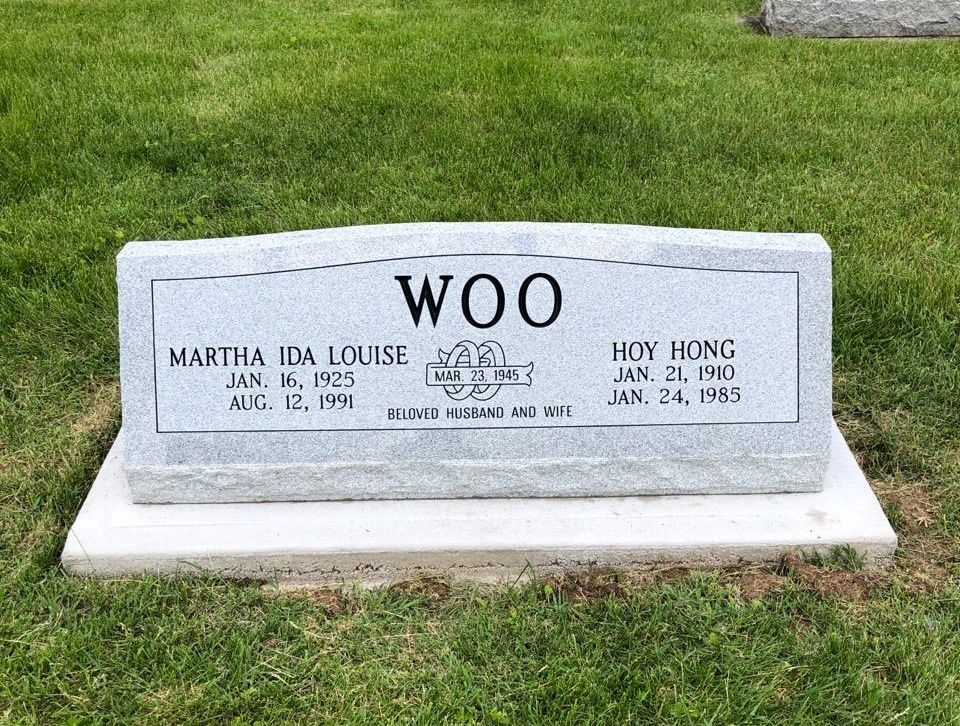 WOO
MARTHA IDA LOUISE
JAN. 16, 1925
AUG. 12, 1991
MAR. 23, 1945
BELOVED HUSBAND AND WIFE
HOY HONG
JAN. 21, 1910
JAN. 24, 1985